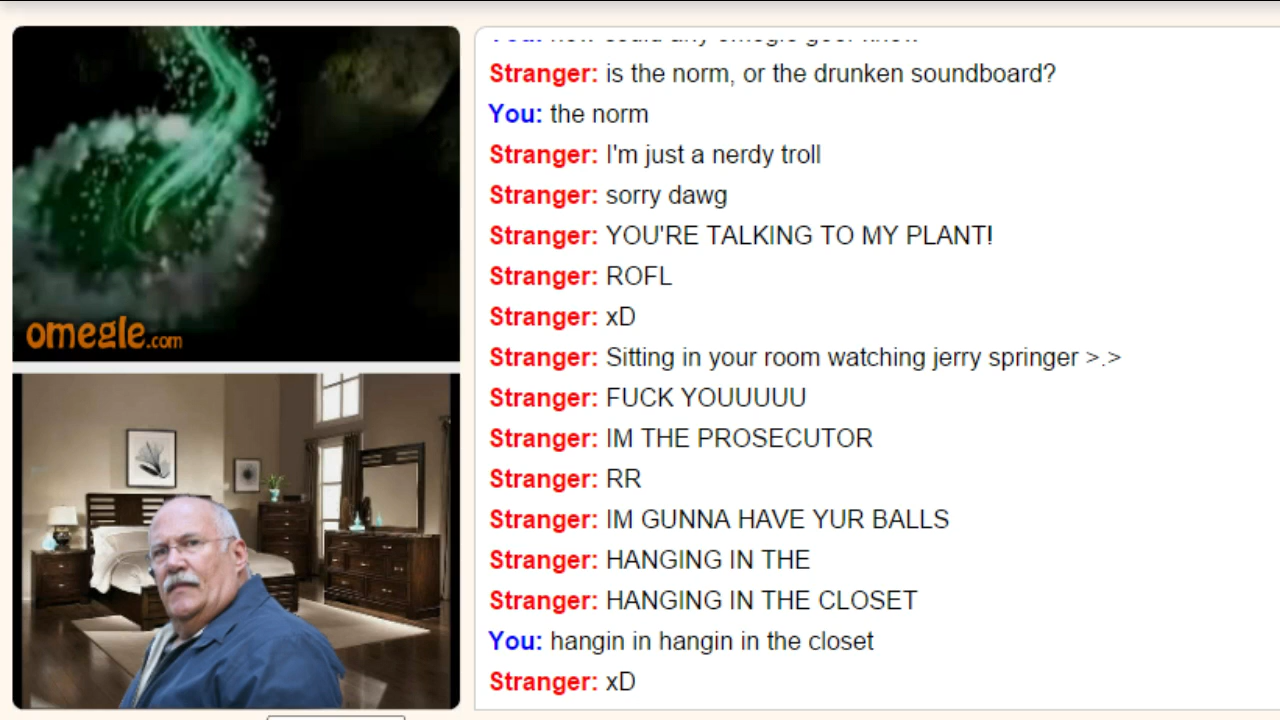 Stranger: is the norm, or the drunken soundboard?
You: the norm
Stranger: I'm just a nerdy troll
Stranger: sorry dawg
Stranger: YOU'RE TALKING TO MY PLANT!
Stranger: ROFL
Stranger: xD
Stranger: Sitting in your room watching jerry springer >.>
Stranger: FUCK YOUUUUU
Stranger: IM THE PROSECUTOR
Stranger: RR
Stranger: IM GUNNA HAVE YUR BALLS
Stranger: HANGING IN THE
Stranger: HANGING IN THE CLOSET
You: hangin in hangin in the closet
Stranger: xD
omegle.com